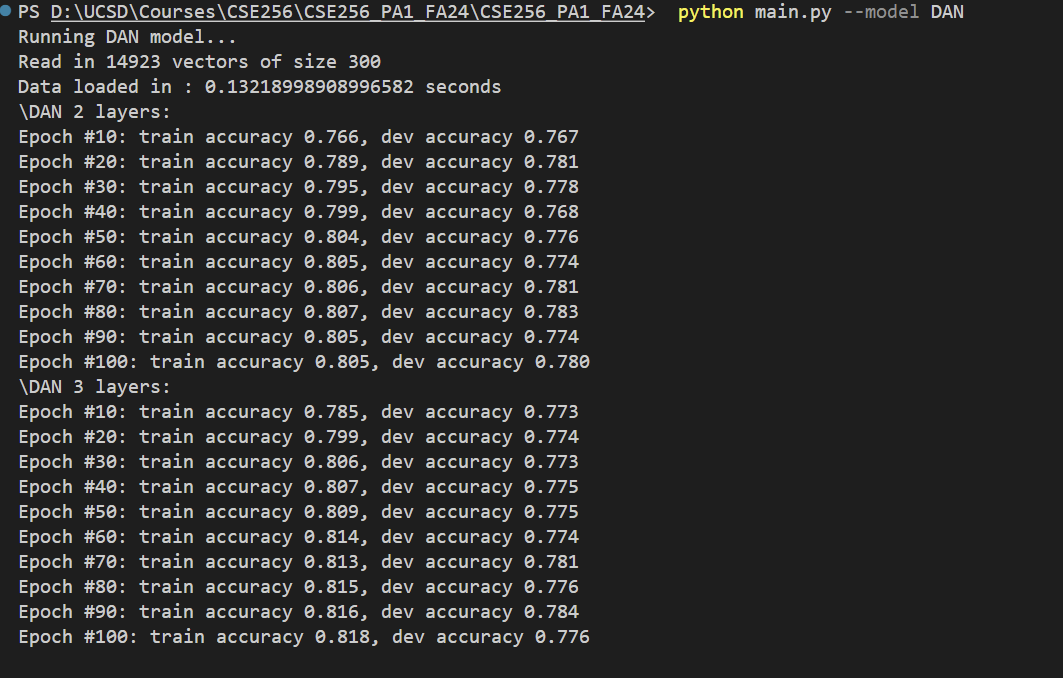 PS D:\UCSD\Courses\CSE256\CSE256_PA1_FA24\CSE256_PA1_FA24> python main.py --model DAN
Running DAN model...
Read in 14923 vectors of size 300
Data loaded in : 0.13218998908996582 seconds
\DAN 2 layers:
Epoch #10: train accuracy 0.766, dev accuracy 0.767
Epoch #20: train accuracy 0.789, dev accuracy 0.781
Epoch #30: train accuracy 0.795, dev accuracy 0.778
Epoch #40: train accuracy 0.799, dev accuracy 0.768
Epoch #50: train accuracy 0.804, dev accuracy 0.776
Epoch #60: train accuracy 0.805, dev accuracy 0.774
Epoch #70: train accuracy 0.806, dev accuracy 0.781
Epoch #80: train accuracy 0.807, dev accuracy 0.783
Epoch #90: train accuracy 0.805, dev accuracy 0.774
Epoch #100: train accuracy 0.805, dev accuracy 0.780
\DAN 3 layers:
Epoch #10: train accuracy 0.785, dev accuracy 0.773
Epoch #20: train accuracy 0.799, dev accuracy 0.774
Epoch #30: train accuracy 0.806, dev accuracy 0.773
Epoch #40: train accuracy 0.807, dev accuracy 0.775
Epoch #50: train accuracy 0.809, dev accuracy 0.775
Epoch #60: train accuracy 0.814, dev accuracy 0.774
Epoch #70: train accuracy 0.813, dev accuracy 0.781
Epoch #80: train accuracy 0.815, dev accuracy 0.776
Epoch #90: train accuracy 0.816, dev accuracy 0.784
Epoch #100: train accuracy 0.818, dev accuracy 0.776